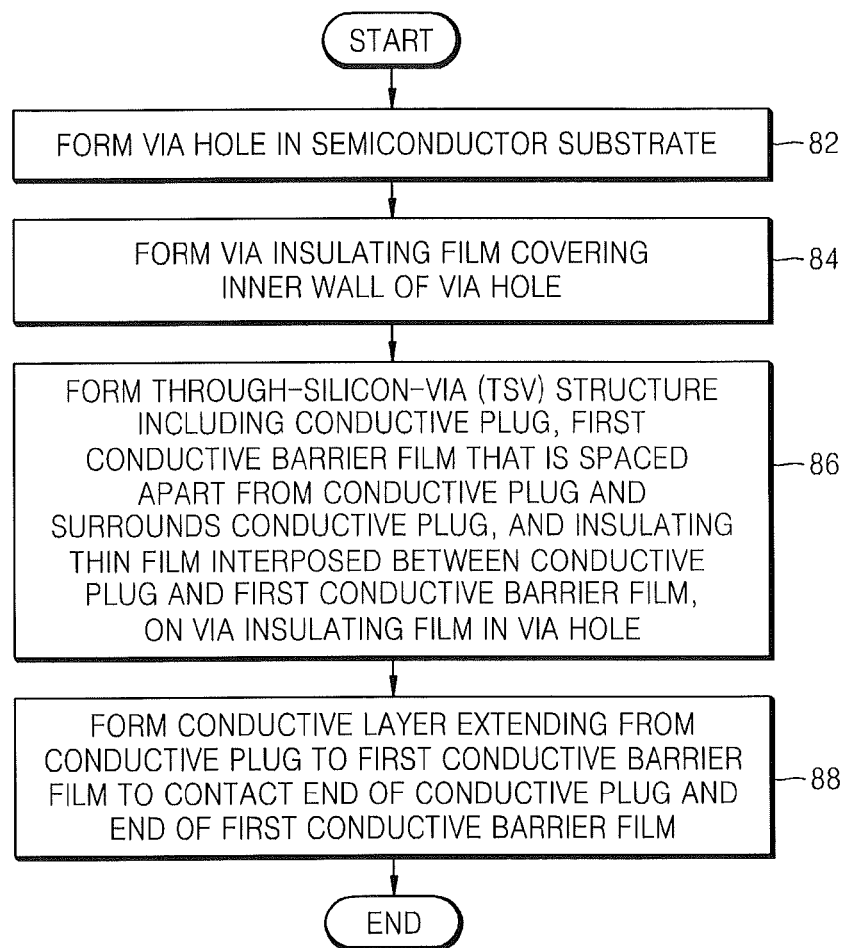 START
FORM VIA HOLE IN SEMICONDUCTOR SUBSTRATE
82
FORM VIA INSULATING FILM COVERING
INNER WALL OF VIA HOLE
84
FORM THROUGH-SILICON-VIA (TSV) STRUCTURE
INCLUDING CONDUCTIVE PLUG, FIRST
CONDUCTIVE BARRIER FILM THAT IS SPACED
APART FROM CONDUCTIVE PLUG AND
SURROUNDS CONDUCTIVE PLUG, AND INSULATING
THIN FILM INTERPOSED BETWEEN CONDUCTIVE
PLUG AND FIRST CONDUCTIVE BARRIER FILM,
ON VIA INSULATING FILM IN VIA HOLE
86
FORM CONDUCTIVE LAYER EXTENDING FROM
CONDUCTIVE PLUG TO FIRST CONDUCTIVE BARRIER
FILM TO CONTACT END OF CONDUCTIVE PLUG AND
END OF FIRST CONDUCTIVE BARRIER FILM
88
END